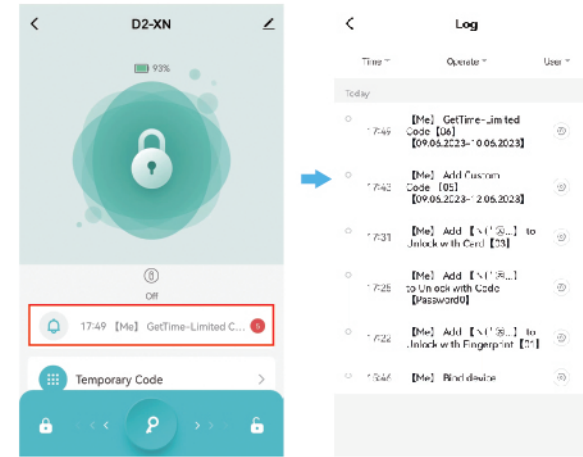 D2-XN
93%
Off
17:49 【Me】 GetTime-Limited C... 5
Temporary Code
Log
Time
Operate
User
Today
17:49
【Me】 GetTime-Limited
Code【06】
【09.06.2023-10.06.2023】
17:43
【Me】 Add Custom
Code 【05】
【09.06.2023-12.06.2023】
17:31
【Me】 Add 【 to
Unlock with Card【03】
17:25
【Me】 Add 【
to Unlock with Code
【Password0】
17:22
【Me】 Add 【 to
Unlock with Fingerprint【01】
【Me】 Bind device